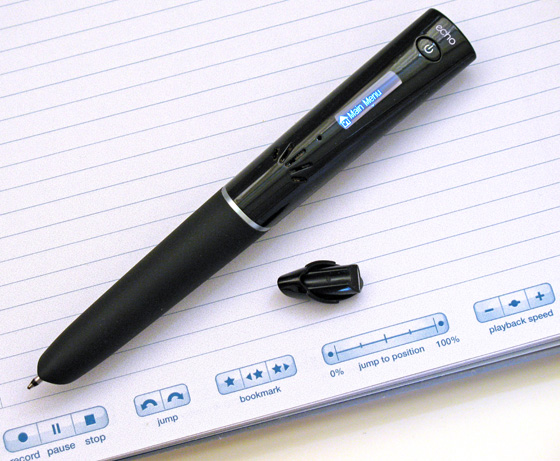 echo
Main Menu
record pause stop
jump
bookmark
0% jump to position 100%
playback speed